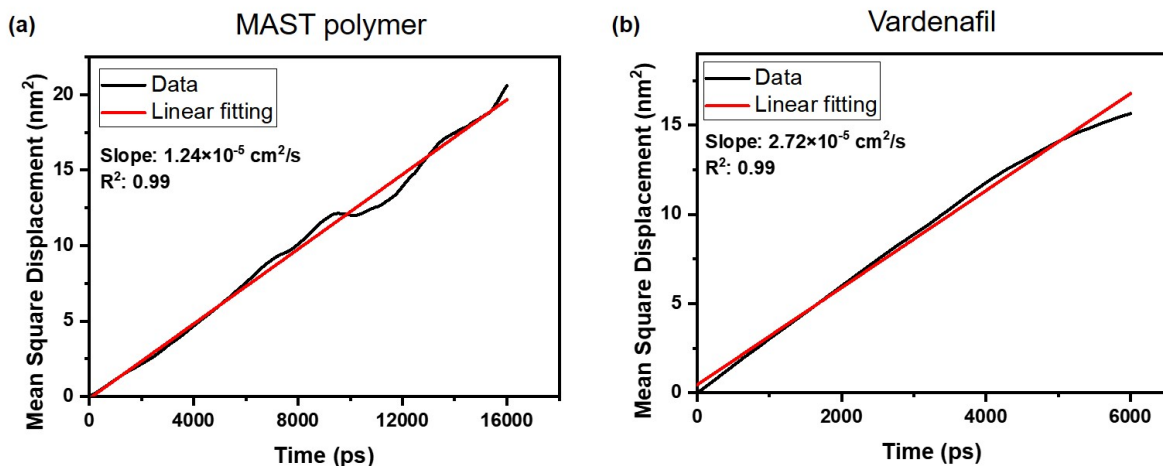 (a) MAST polymer
Mean Square Displacement (nm²)
20
15
10
5
0
Data
Linear fitting
Slope: 1.24×10⁻⁵ cm²/s
R²: 0.99
0 4000 8000 12000 16000
Time (ps)
(b) Vardenafil
Mean Square Displacement (nm²)
15
10
5
0
Data
Linear fitting
Slope: 2.72×10⁻⁵ cm²/s
R²: 0.99
0 2000 4000 6000
Time (ps)